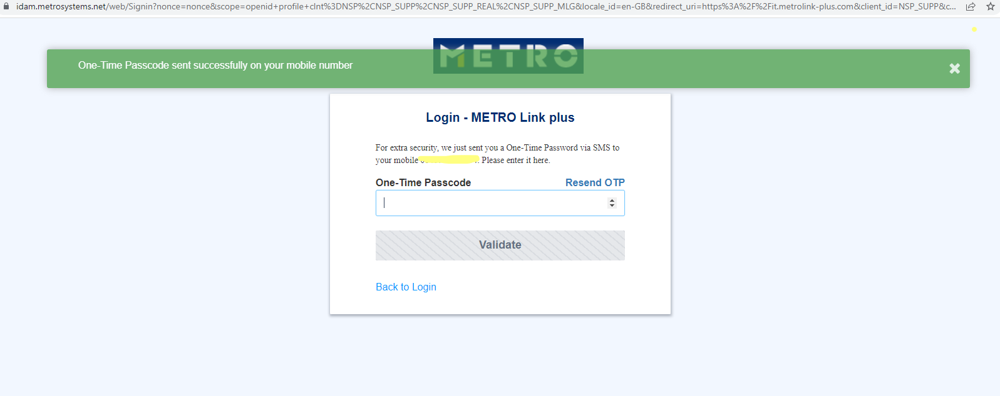 idam.metrosystems.net/web/Signin?nonce=nonce&scope=openid+profile+clnt%3DNSP%2CNSP_SUPP%2CNSP_SUPP_REAL%2CNSP_SUPP_MLG&locale_id=en-GB&redirect_uri=https%3A%2F%2Fit.metrolink-plus.com&client_id=NSP_SUPP&c...
METRO
One-Time Passcode sent successfully on your mobile number
Login - METRO Link plus
For extra security, we just sent you a One-Time Password via SMS to
your mobile . Please enter it here.
One-Time Passcode Resend OTP
Validate
Back to Login